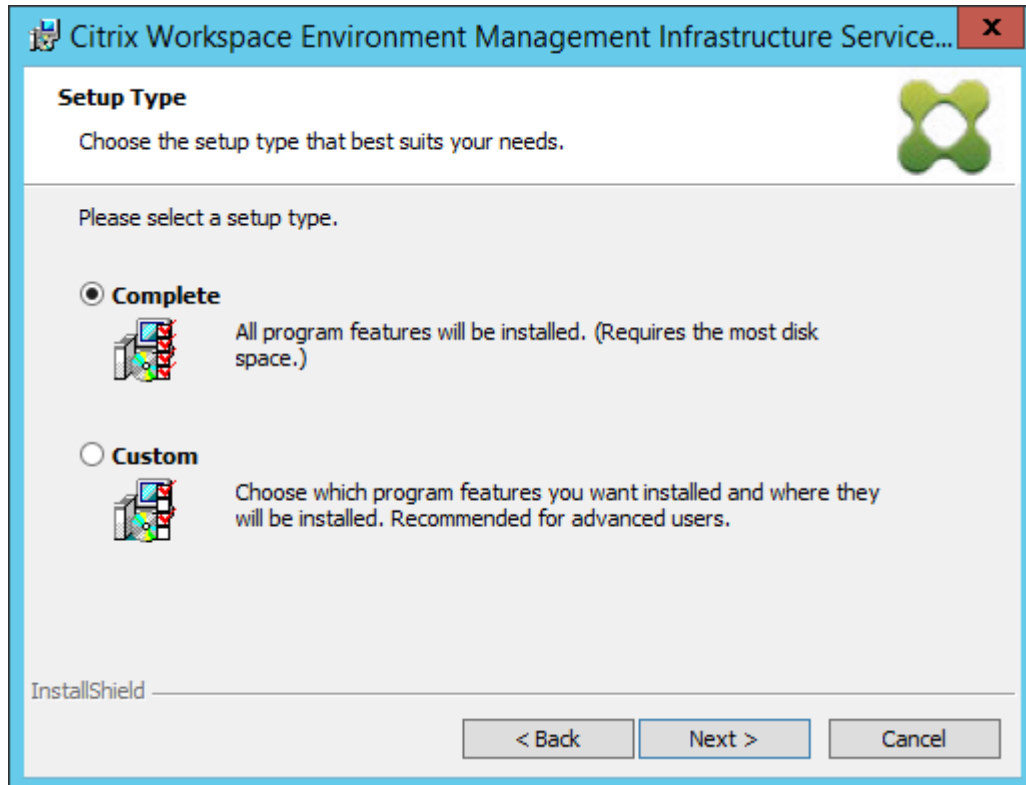 Citrix Workspace Environment Management Infrastructure Service...
x
Setup Type
Choose the setup type that best suits your needs.
Please select a setup type.
Complete
All program features will be installed. (Requires the most disk
space.)
Custom
Choose which program features you want installed and where they
will be installed. Recommended for advanced users.
InstallShield
< Back
Next >
Cancel